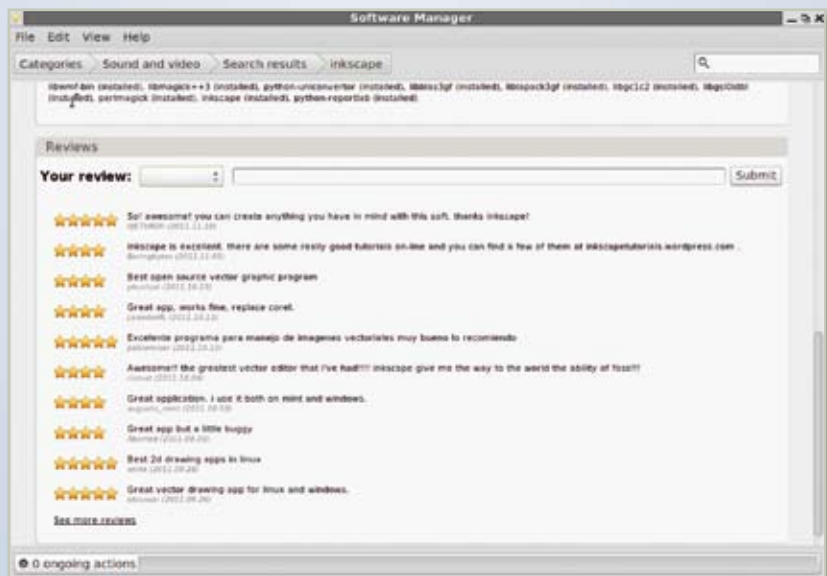 Software Manager
File Edit View Help
Categories Sound and video Search results inkscape
libwmf-bin (installed), libmagick++3 (installed), python-uniconvertor (installed), libblas3gf (installed), liblapack3gf (installed), libgc1c2 (installed),
(installed), perlmagick (installed), inkscape (installed), python-reportlab (installed)
Reviews
Your review:
Submit
So! awesome! you can create anything you have in mind with this soft. thanks inkscape!
(2011.11.10)
Inkscape is excellent. there are some really good tutorials on-line and you can find a few of them at inkscapetutorials.wordpress.com .
Best open source vector graphic program
Great app, works fine, replace corel.
Excelente programa para manejo de imagenes vectoriales muy bueno lo recomiendo
Awesome!! the greatest vector editor that i've had!!!! inkscape give me the way to the world the ability of foss!!!
Great application. i use it both on mint and windows.
Great app but a little buggy
Best 2d drawing apps in linux
Great vector drawing app for linux and windows.
See more reviews
0 ongoing actions